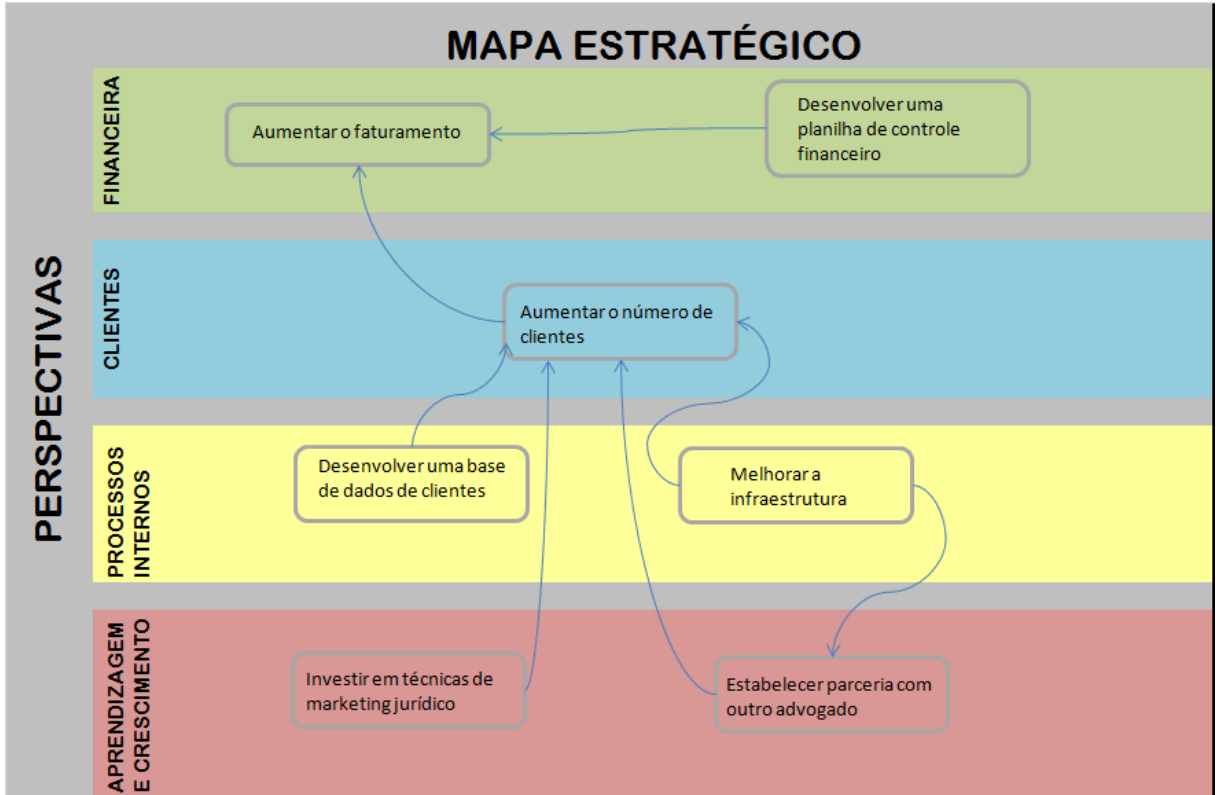 MAPA ESTRATÉGICO
PERSPECTIVAS
FINANCEIRA
Aumentar o faturamento
Desenvolver uma
planilha de controle
financeiro
CLIENTES
Aumentar o número de
clientes
PROCESSOS
INTERNOS
Desenvolver uma base
de dados de clientes
Melhorar a
infraestrutura
APRENDIZAGEM
E CRESCIMENTO
Investir em técnicas de
marketing jurídico
Estabelecer parceria com
outro advogado